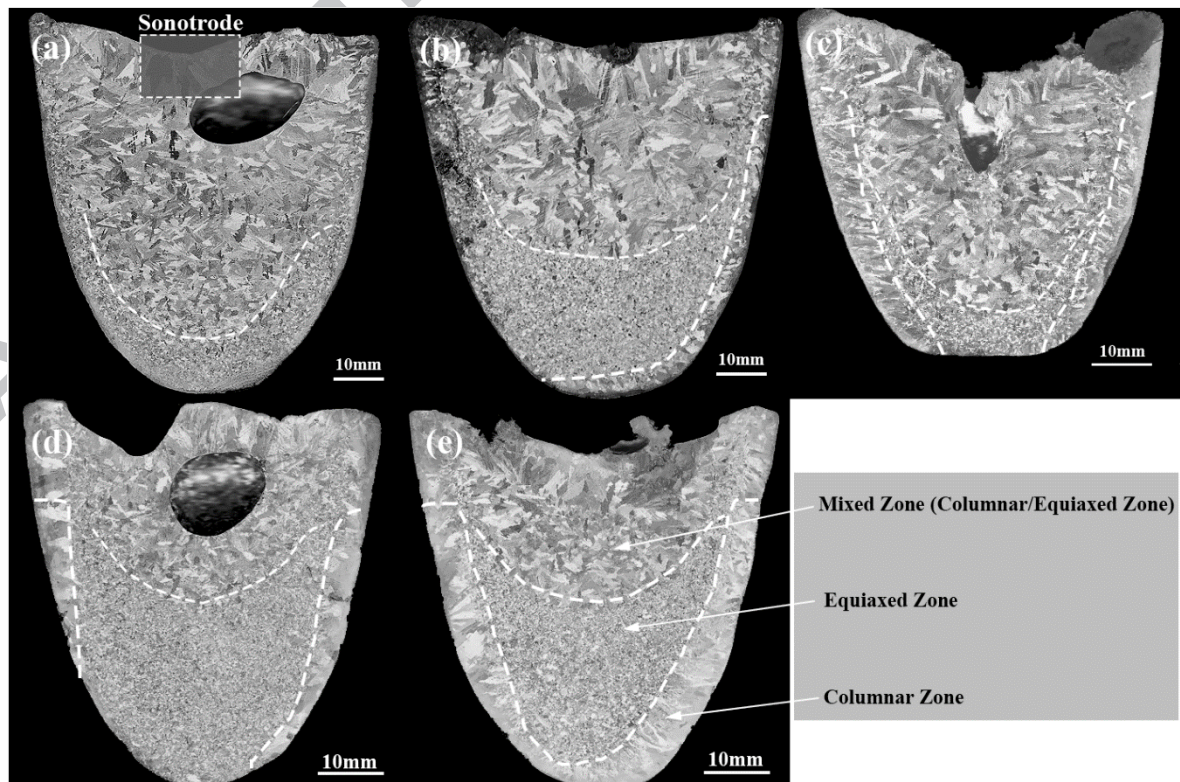 Sonotrode
(a)
(b)
(c)
10mm
10mm
10mm
(d)
(e)
Mixed Zone (Columnar/Equiaxed Zone)
Equiaxed Zone
Columnar Zone
10mm
10mm